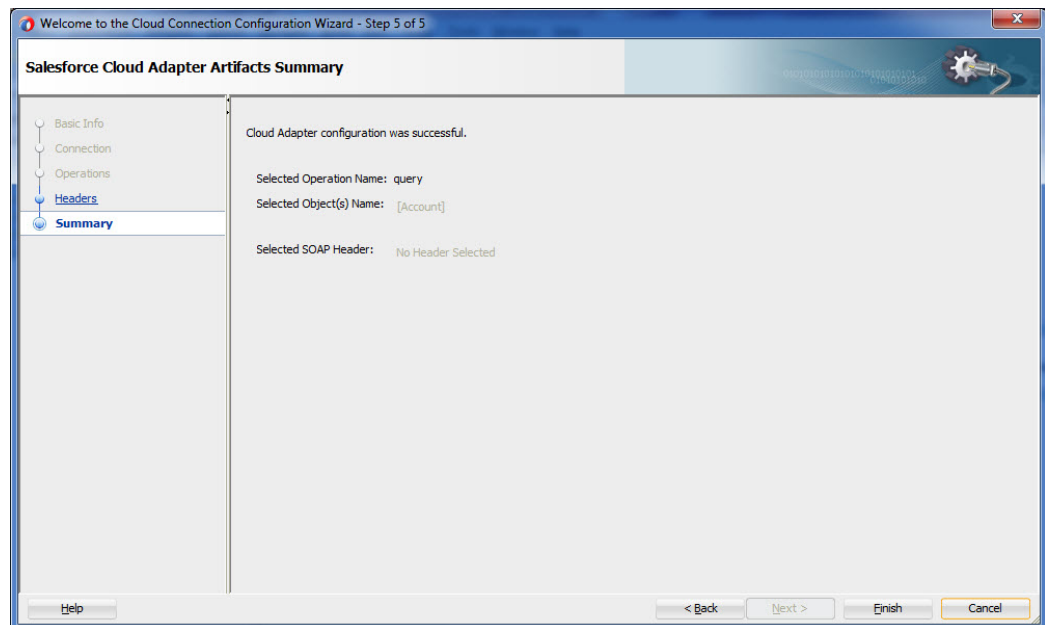 Welcome to the Cloud Connection Configuration Wizard - Step 5 of 5
Salesforce Cloud Adapter Artifacts Summary
Basic Info
Connection
Operations
Headers
Summary
Cloud Adapter configuration was successful.
Selected Operation Name: query
Selected Object(s) Name: [Account]
Selected SOAP Header: No Header Selected
Help
< Back
Next >
Finish
Cancel